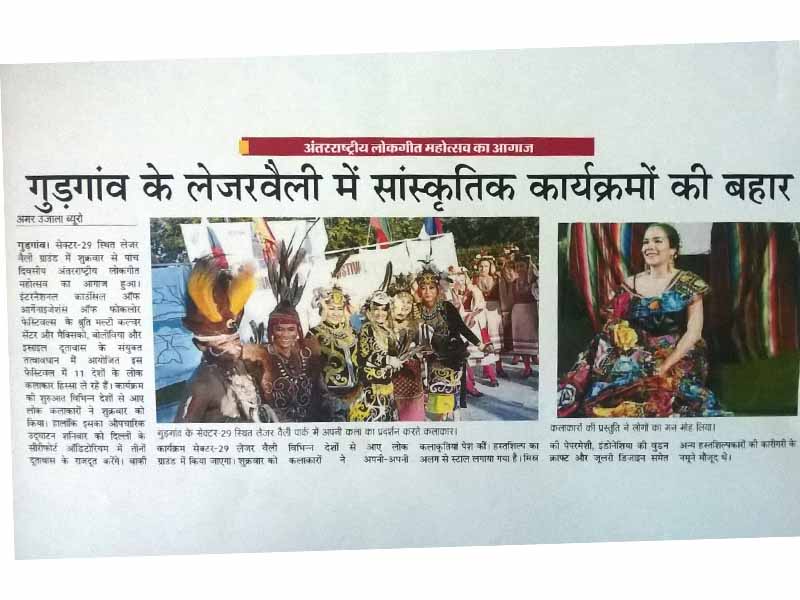 अंतरराष्ट्रीय लोकगीत महोत्सव का आगाज
गुड़गांव के लेजरवैली में सांस्कृतिक कार्यक्रमों की बहार
अमर उजाला ब्यूरो
गुड़गांव। सेक्टर-29 स्थित लेजर
वैली ग्राउंड में शुक्रवार से पांच
दिवसीय अंतरराष्ट्रीय लोकगीत
महोत्सव का आगाज हुआ।
इंटरनेशनल काउंसिल ऑफ
आर्गेनाइजेशंस ऑफ फोकलोर
फेस्टिवल्स के श्रुति मल्टी कल्चर
सेंटर और मैक्सिको, बोलीविया और
इस्राइल दूतावास के संयुक्त
तत्वावधान में आयोजित इस
फेस्टिवल में 11 देशों के लोक
कलाकार हिस्सा ले रहे हैं। कार्यक्रम
की शुरुआत विभिन्न देशों से आए
लोक कलाकारों ने शुक्रवार को
किया। हालांकि इसका औपचारिक
उद्घाटन शनिवार को दिल्ली के
सीरीफोर्ट ऑडिटोरियम में तीनों
दूतावास के राजदूत करेंगे। बाकी
गुड़गांव के सेक्टर-29 स्थित लेजर वैली पार्क में अपनी कला का प्रदर्शन करते कलाकार।
कार्यक्रम सेक्टर-29 लेजर वैली
ग्राउंड में किया जाएगा। शुक्रवार को
विभिन्न देशों से आए लोक
कलाकारों ने अपनी-अपनी
कलाकृतियां पेश कीं। हस्तशिल्प का
अलग से स्टाल लगाया गया है। मिस्र
कलाकारों की प्रस्तुति ने लोगों का मन मोह लिया।
की पेपरमेशी, इंडोनेशिया की वुडन
क्राफ्ट और जूलरी डिजाइन समेत
अन्य हस्तशिल्पकारों की कारीगरी के
नमूने मौजूद थे।